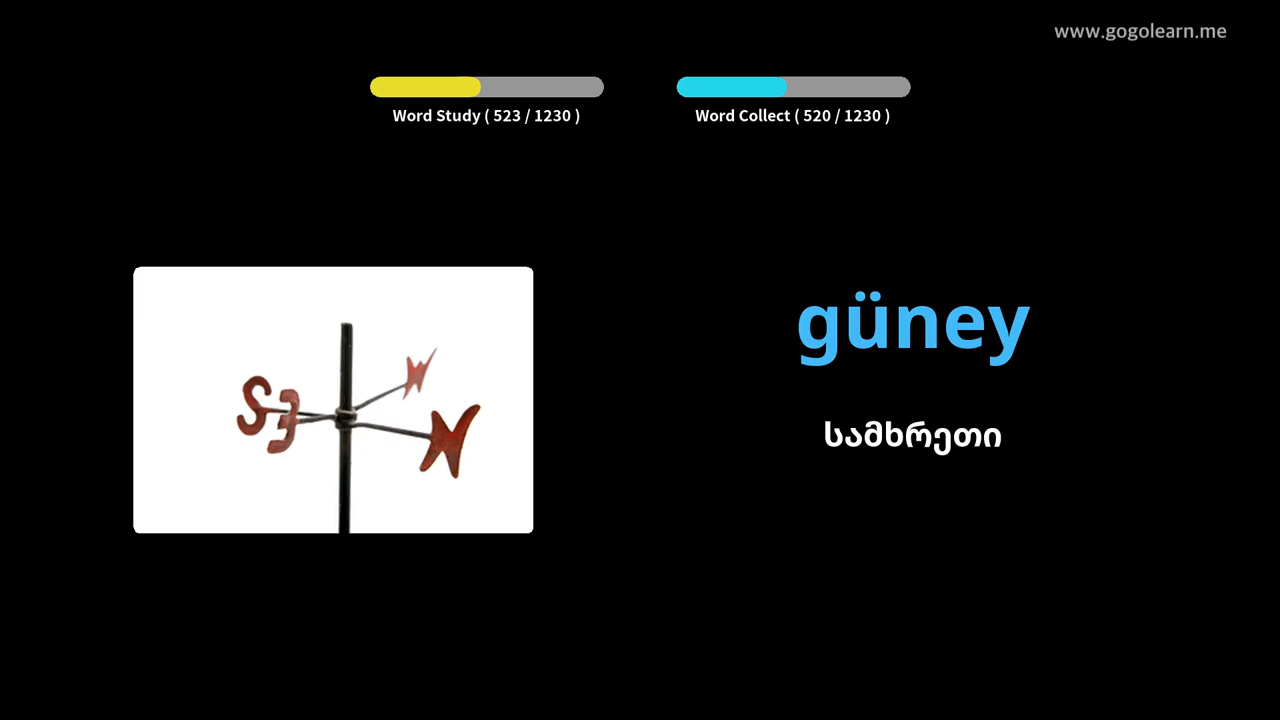 www.gogolearn.me
Word Study ( 523 / 1230 )
Word Collect ( 520 / 1230 )
güney
სამხრეთი
S E N